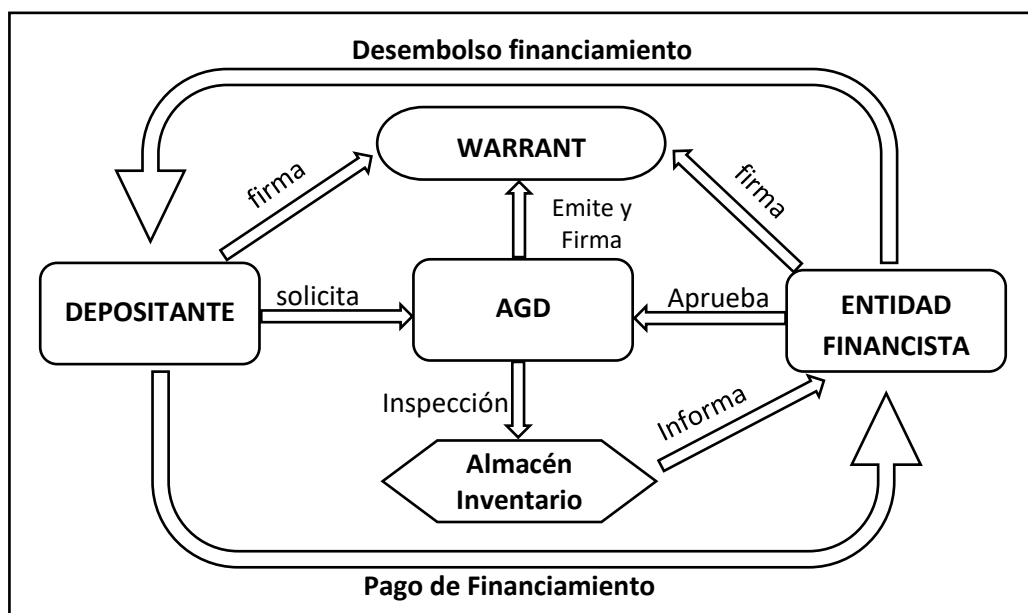 Desembolso financiamiento
WARRANT
firma
firma
Emite y
Firma
DEPOSITANTE
solicita
AGD
Aprueba
ENTIDAD
FINANCISTA
Inspección
Informa
Almacén
Inventario
Pago de Financiamiento